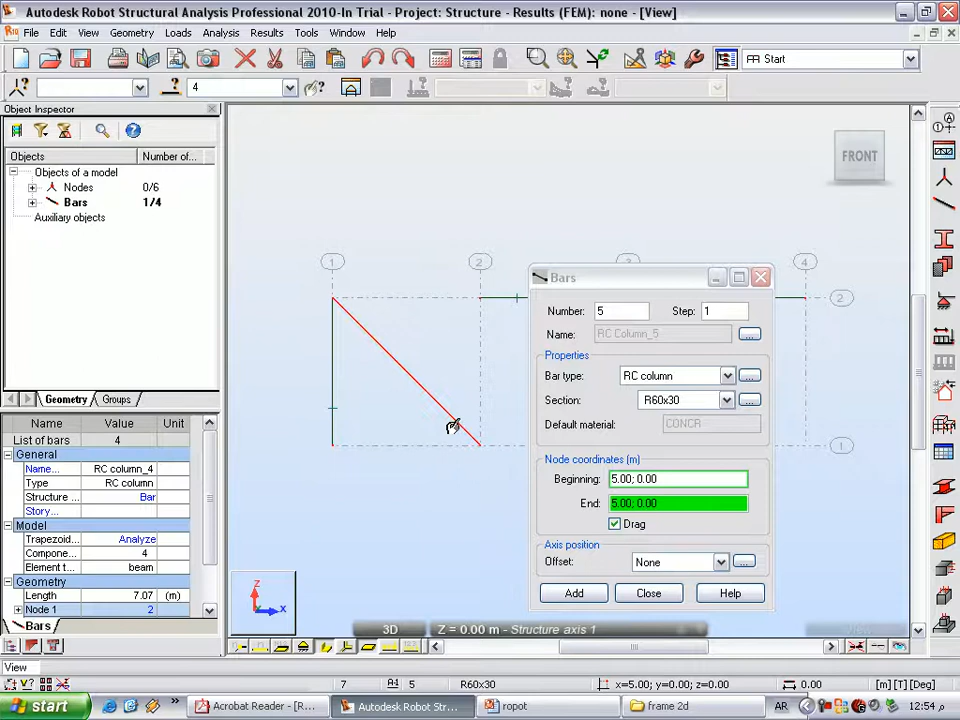 Autodesk Robot Structural Analysis Professional 2010-In Trial - Project: Structure - Results (FEM): none - [View]
File Edit View Geometry Loads Analysis Results Tools Window Help
Start
4
Object Inspector
Objects Number of...
Objects of a model
Nodes 0/6
Bars 1/4
Auxiliary objects
Geometry Groups
Name Value Unit
List of bars 4
General
Name... RC column_4
Type RC column
Structure ... Bar
Story...
Model
Trapezoid... Analyze
Compone... 4
Element t... beam
Geometry
Length 7.07 (m)
Node 1 2
Bars
FRONT
1 2 3 4
2
1
Z
X
3D Z = 0.00 m - Structure axis 1
Bars
Number: 5 Step: 1
Name: RC Column_5 ...
Properties
Bar type: RC column ...
Section: R60x30 ...
Default material: CONCR
Node coordinates (m)
Beginning: 5.00; 0.00
End: 5.00; 0.00
Drag
Axis position
Offset: None ...
Add Close Help
View
7 5 R60x30 x=5.00; y=0.00; z=0.00 0.00 [m] [T] [Deg]
start Acrobat Reader - [R... Autodesk Robot Struc... ropot frame 2d AR 12:54 م